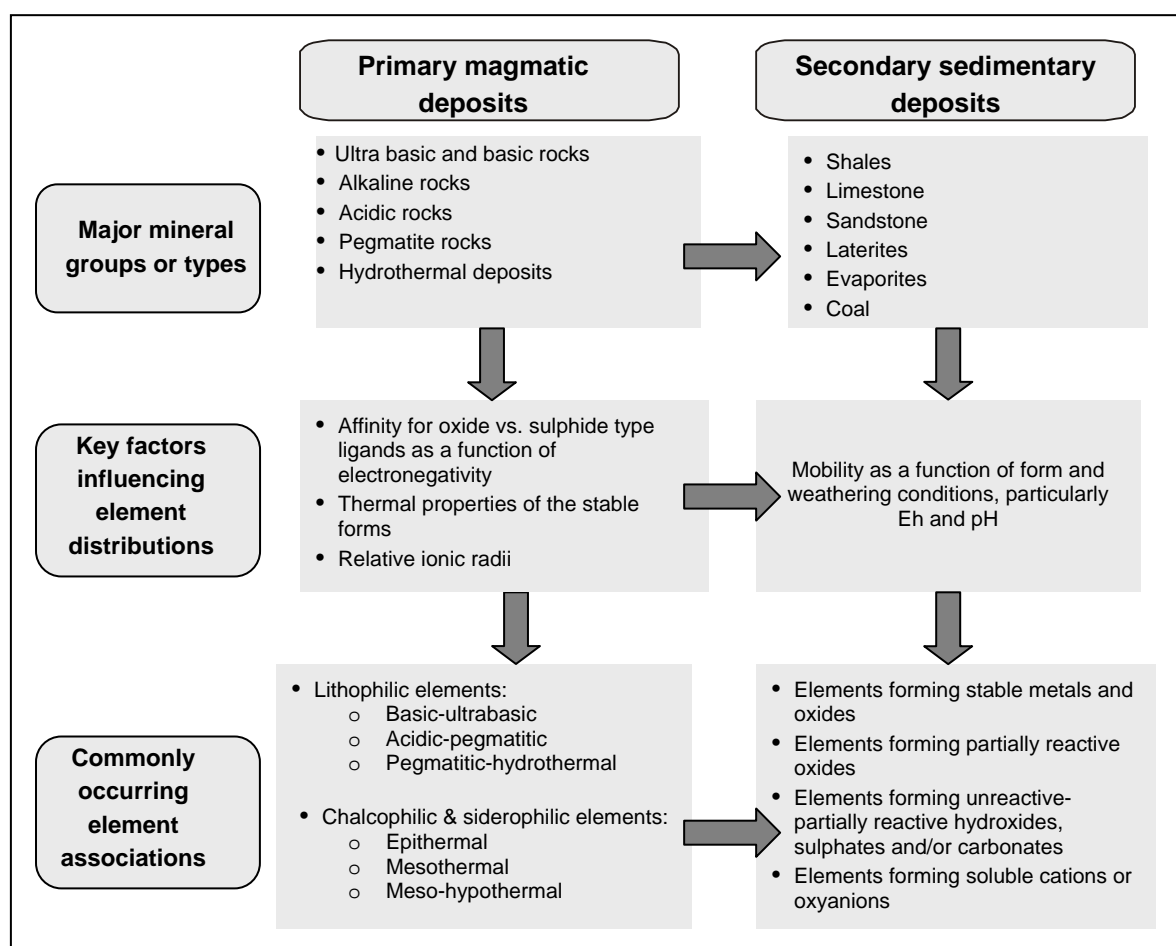 Primary magmatic
deposits
Secondary sedimentary
deposits
Major mineral
groups or types
• Ultra basic and basic rocks
• Alkaline rocks
• Acidic rocks
• Pegmatite rocks
• Hydrothermal deposits
• Shales
• Limestone
• Sandstone
• Laterites
• Evaporites
• Coal
Key factors
influencing
element
distributions
• Affinity for oxide vs. sulphide type
ligands as a function of
electronegativity
• Thermal properties of the stable
forms
• Relative ionic radii
Mobility as a function of form and
weathering conditions, particularly
Eh and pH
Commonly
occurring
element
associations
• Lithophilic elements:
o Basic-ultrabasic
o Acidic-pegmatitic
o Pegmatitic-hydrothermal
• Chalcophilic & siderophilic elements:
o Epithermal
o Mesothermal
o Meso-hypothermal
• Elements forming stable metals and
oxides
• Elements forming partially reactive
oxides
• Elements forming unreactive-
partially reactive hydroxides,
sulphates and/or carbonates
• Elements forming soluble cations or
oxyanions